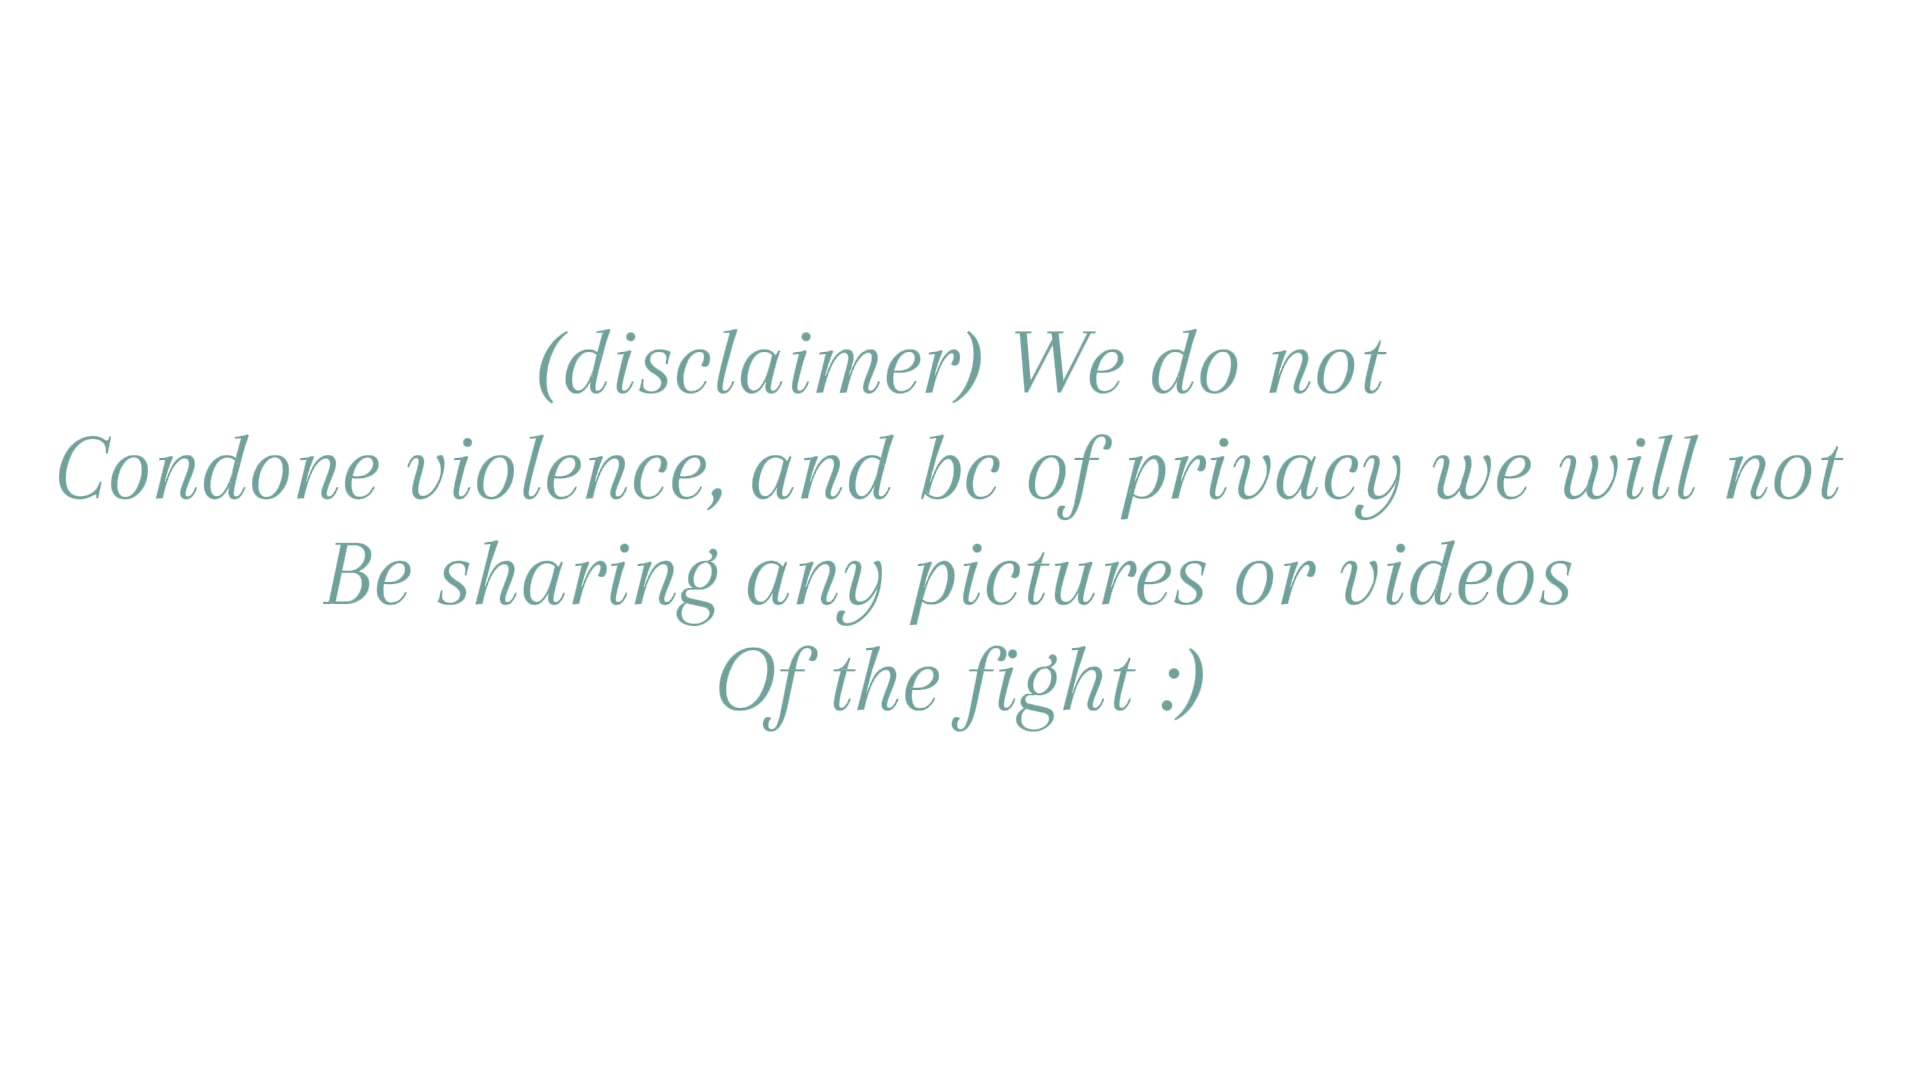 (disclaimer) We do not
Condone violence, and bc of privacy we will not
Be sharing any pictures or videos
Of the fight :)